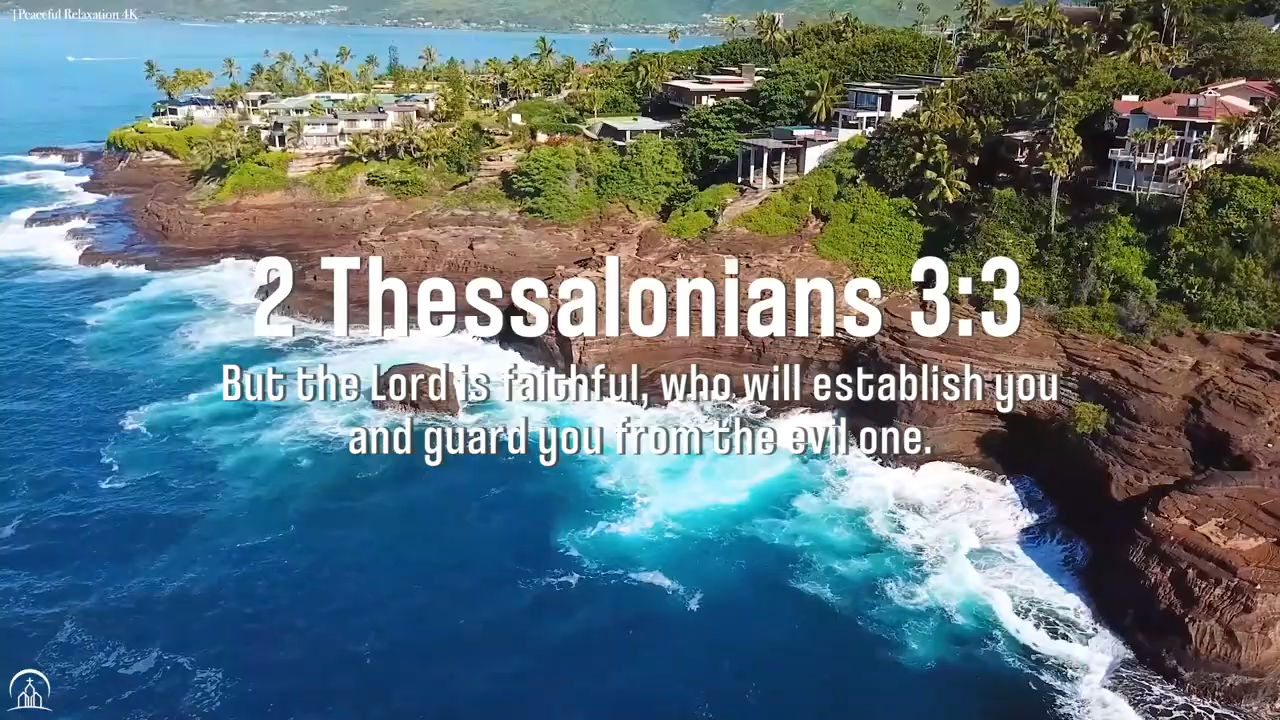 | Peaceful Relaxation 4K
2 Thessalonians 3:3
But the Lord is faithful, who will establish you
and guard you from the evil one.